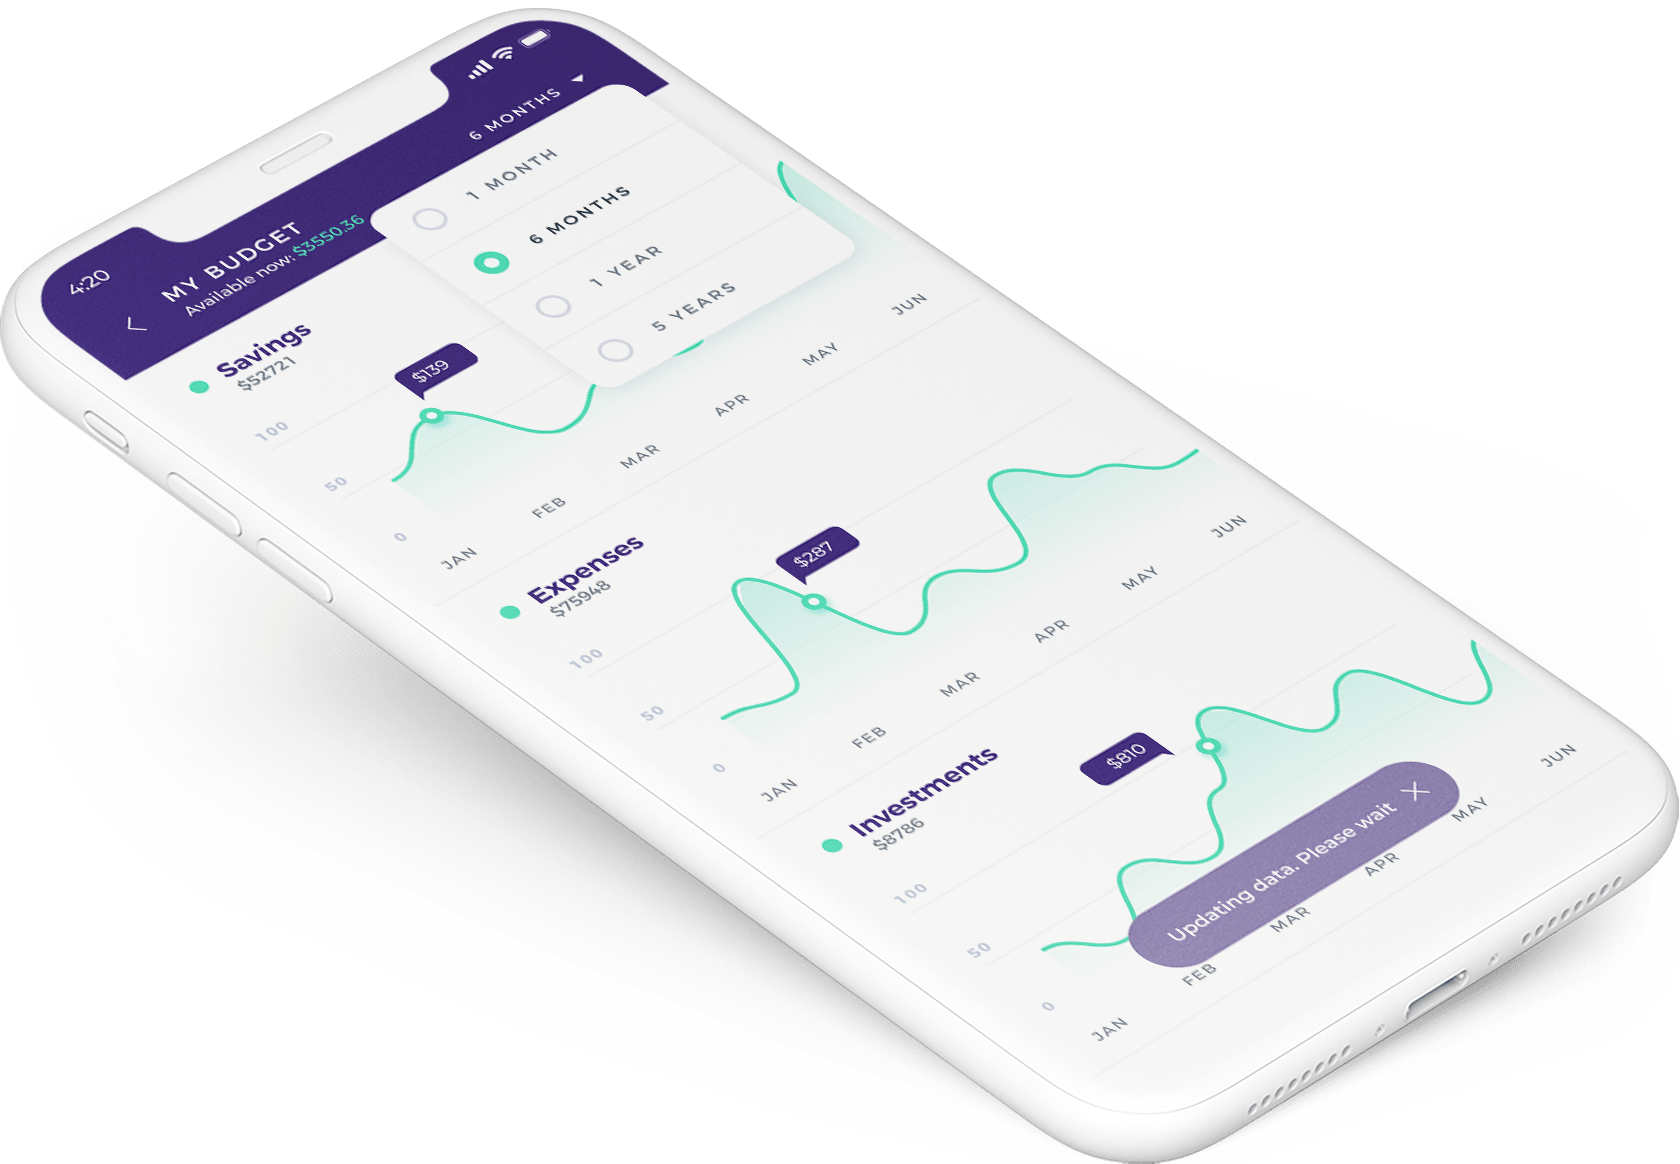 4:20
MY BUDGET
Available now: $3550.36
6 MONTHS
1 MONTH
6 MONTHS
1 YEAR
5 YEARS
Savings
$52721
$139
100
50
0
JAN
FEB
MAR
APR
MAY
JUN
Expenses
$75948
$287
100
50
0
JAN
FEB
MAR
APR
MAY
JUN
Investments
$8786
$810
100
50
0
JAN
FEB
MAR
APR
MAY
JUN
Updating data. Please wait